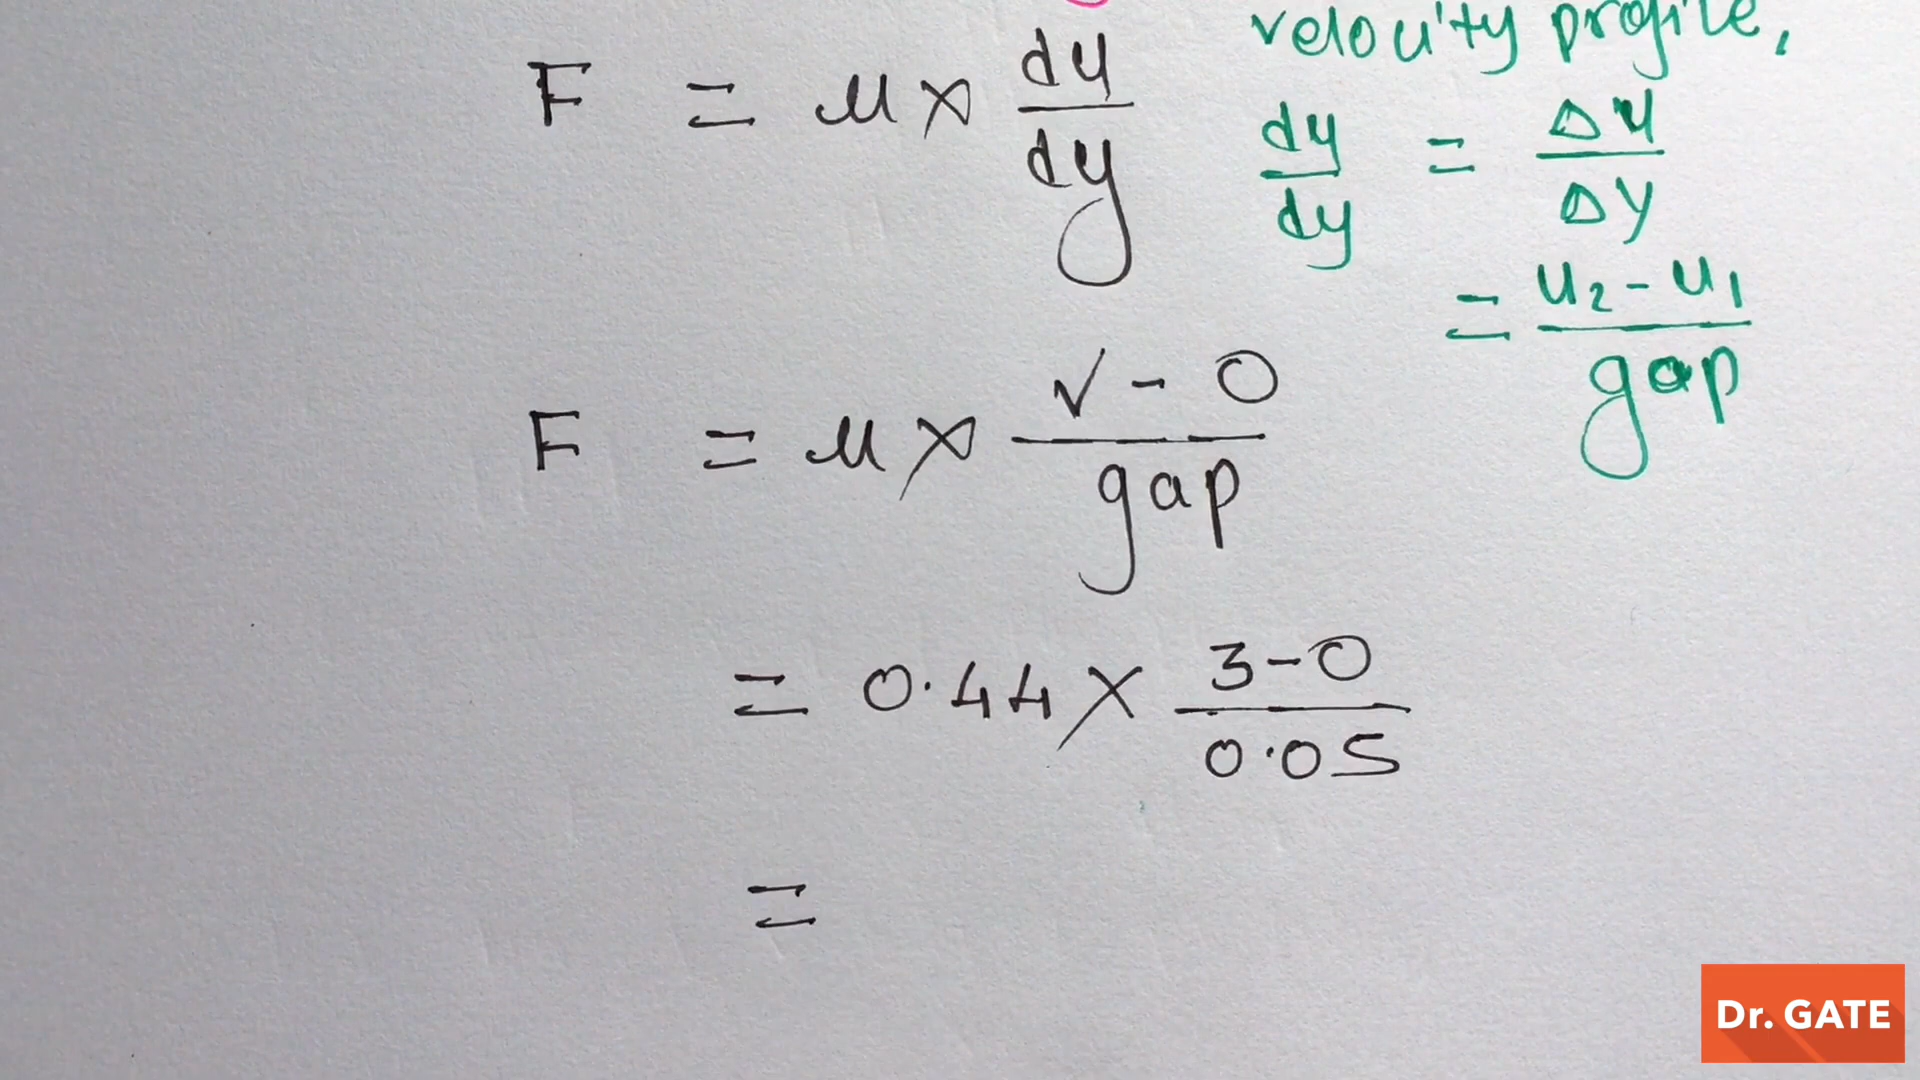 F = μ × du/dy
velocity profile,
dy/dy = Δu/Δy
= u₂-u₁/gap
F = μ × v-0/gap
= 0.44 × 3-0/0.05
=
Dr. GATE